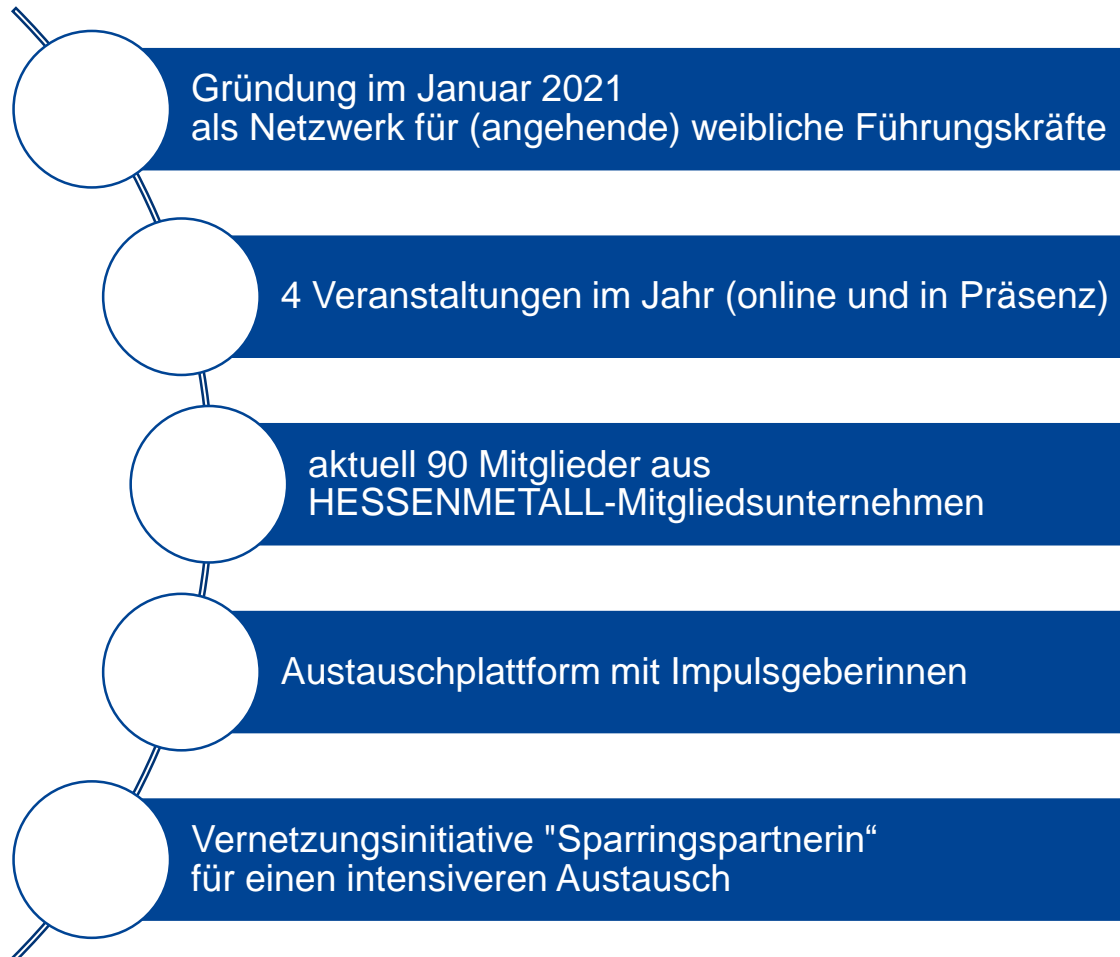 Gründung im Januar 2021
als Netzwerk für (angehende) weibliche Führungskräfte
4 Veranstaltungen im Jahr (online und in Präsenz)
aktuell 90 Mitglieder aus
HESSENMETALL-Mitgliedsunternehmen
Austauschplattform mit Impulsgeberinnen
Vernetzungsinitiative "Sparringspartnerin“
für einen intensiveren Austausch